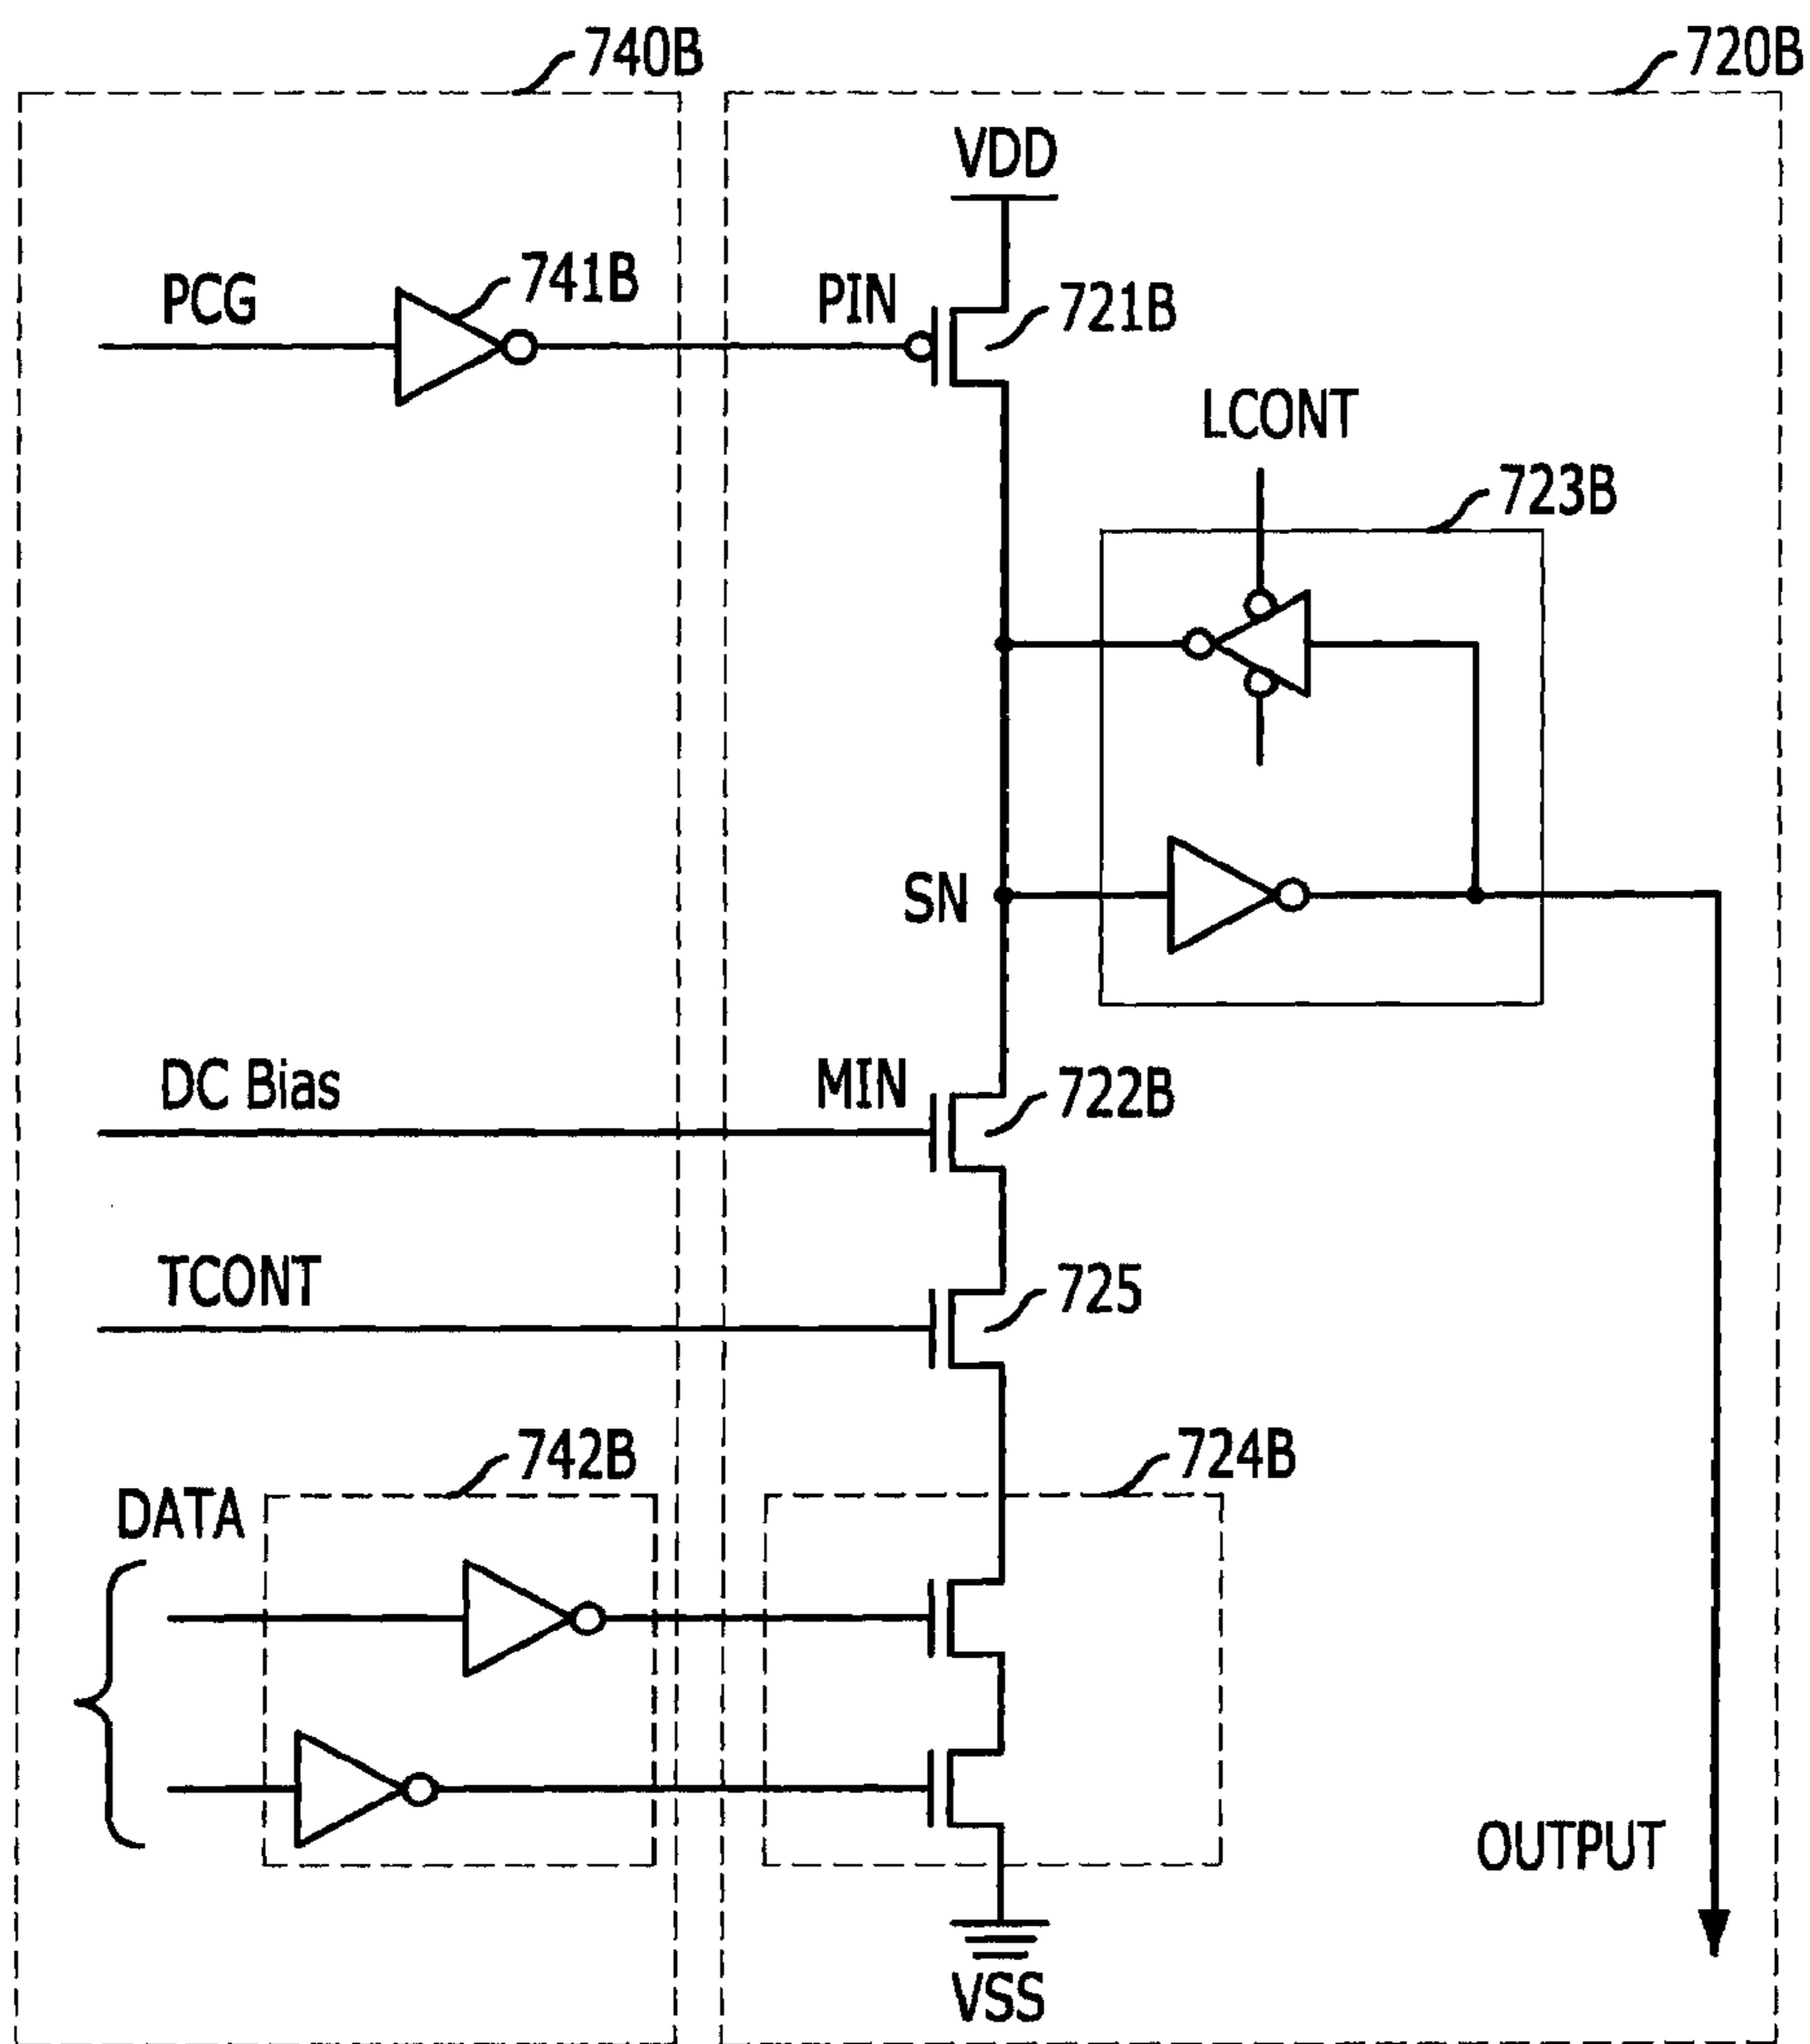 740B
720B
VDD
PCG
741B
PIN
721B
LCONT
723B
SN
DC Bias
MIN
722B
TCONT
725
DATA
742B
724B
OUTPUT
VSS